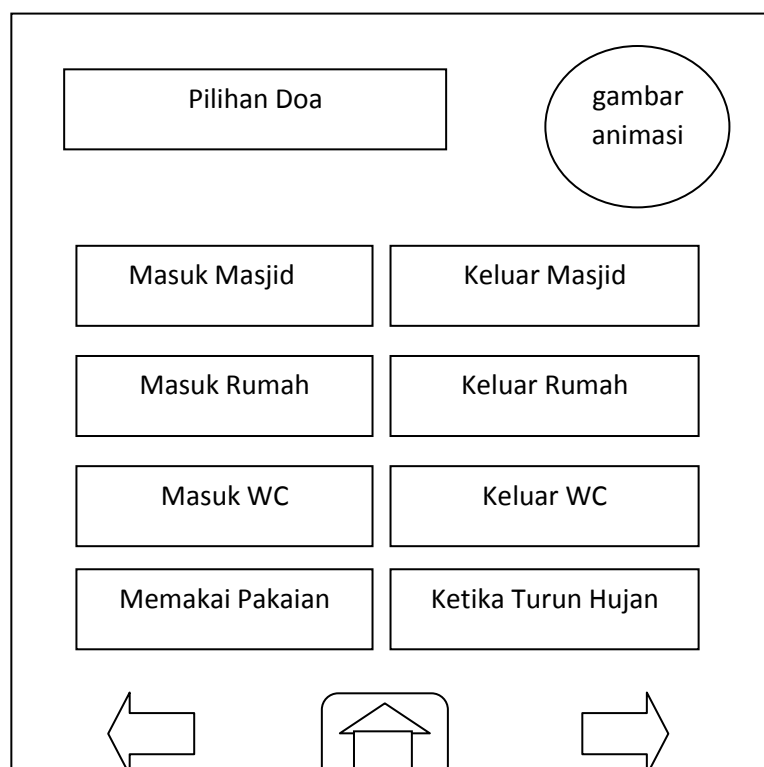 Pilihan Doa
gambar
animasi
Masuk Masjid
Keluar Masjid
Masuk Rumah
Keluar Rumah
Masuk WC
Keluar WC
Memakai Pakaian
Ketika Turun Hujan